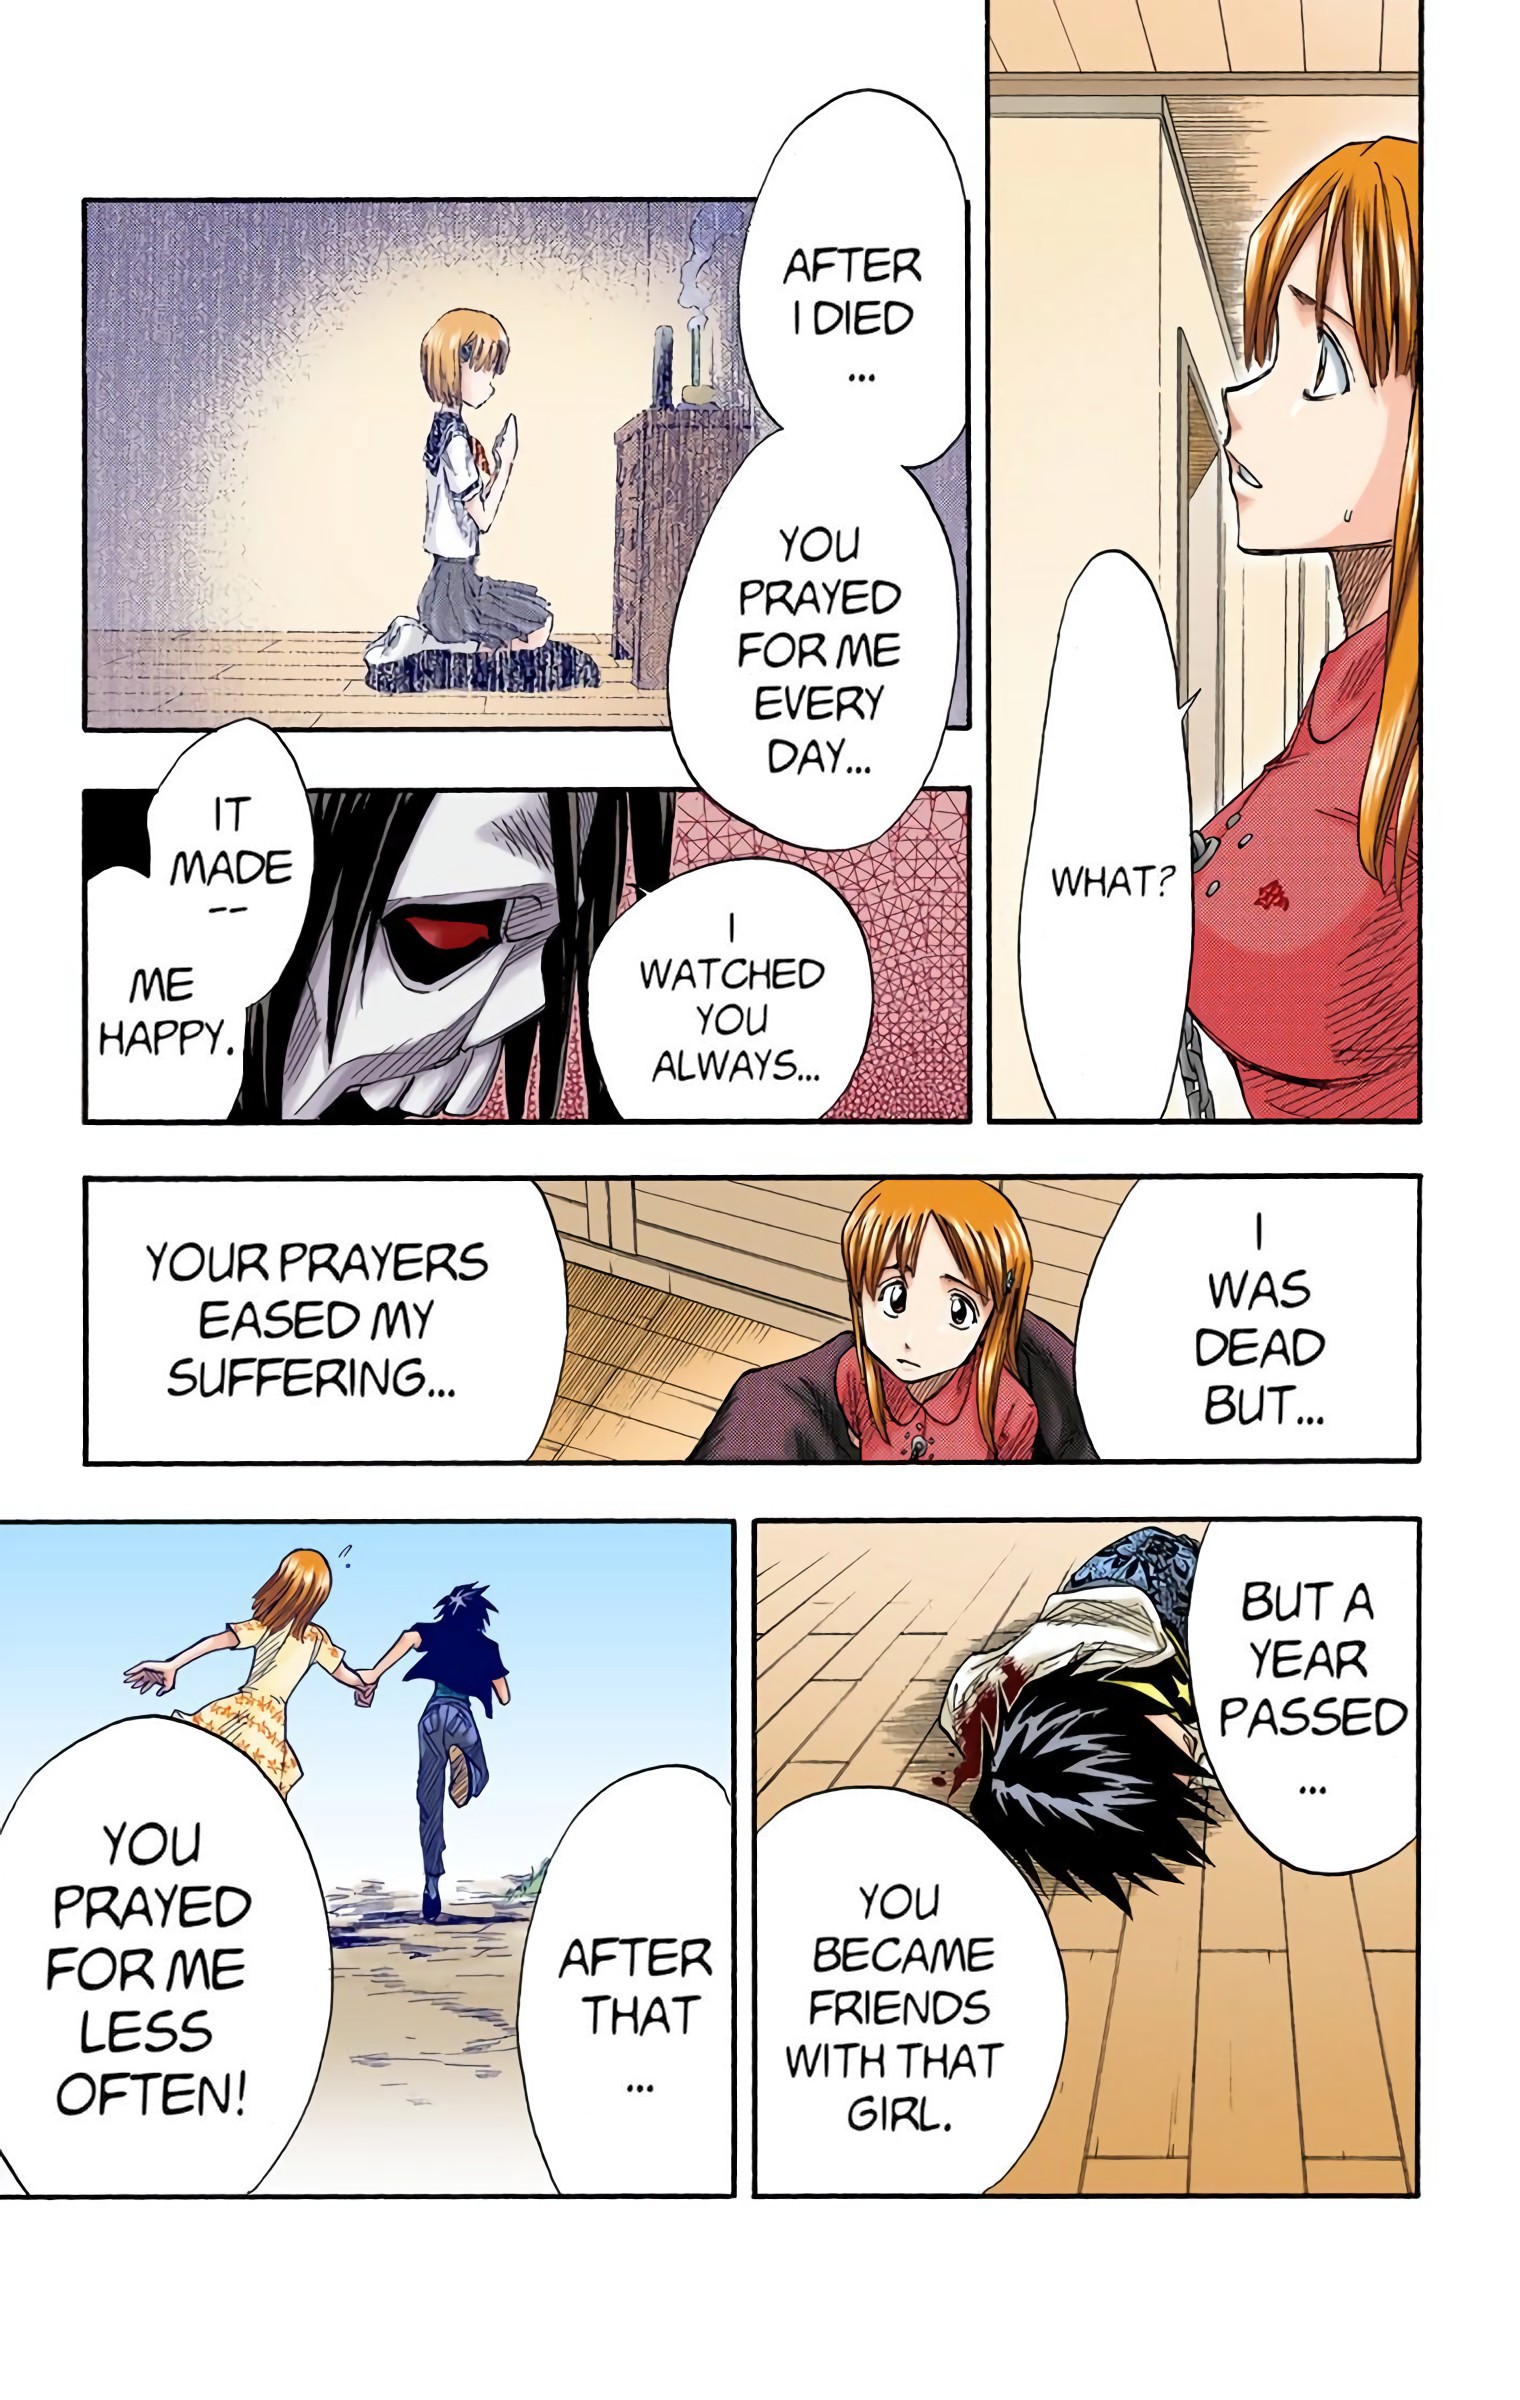 WHAT?
AFTER
I DIED
...
YOU
PRAYED
FOR ME
EVERY
DAY...
I
WATCHED
YOU
ALWAYS...
IT
MADE
--
ME
HAPPY.
I
WAS
DEAD
BUT...
YOUR PRAYERS
EASED MY
SUFFERING...
BUT A
YEAR
PASSED
...
YOU
BECAME
FRIENDS
WITH THAT
GIRL.
AFTER
THAT
...
YOU
PRAYED
FOR ME
LESS
OFTEN!